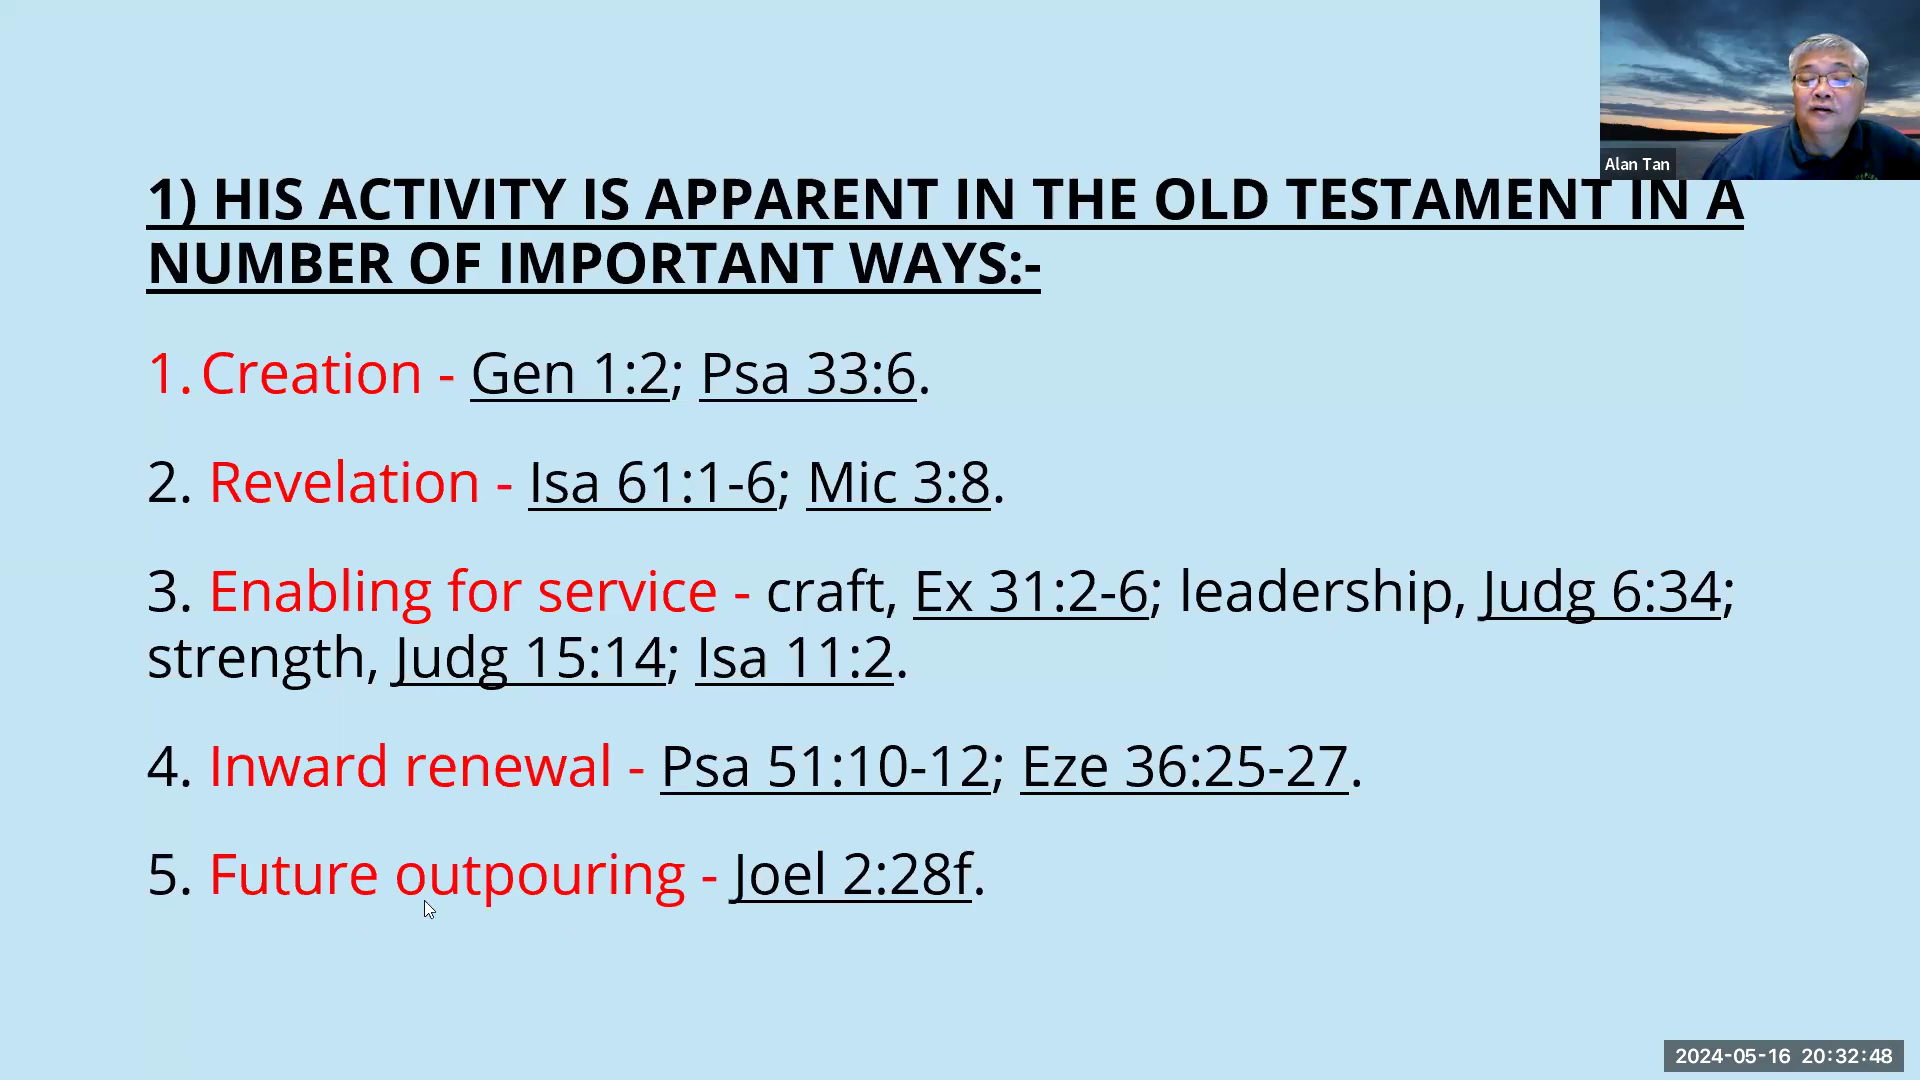 Alan Tan
1) HIS ACTIVITY IS APPARENT IN THE OLD TESTAMENT IN A
NUMBER OF IMPORTANT WAYS:-
1. Creation - Gen 1:2; Psa 33:6.
2. Revelation - Isa 61:1-6; Mic 3:8.
3. Enabling for service - craft, Ex 31:2-6; leadership, Judg 6:34;
strength, Judg 15:14; Isa 11:2.
4. Inward renewal - Psa 51:10-12; Eze 36:25-27.
5. Future outpouring - Joel 2:28f.
2024-05-16 20:32:48